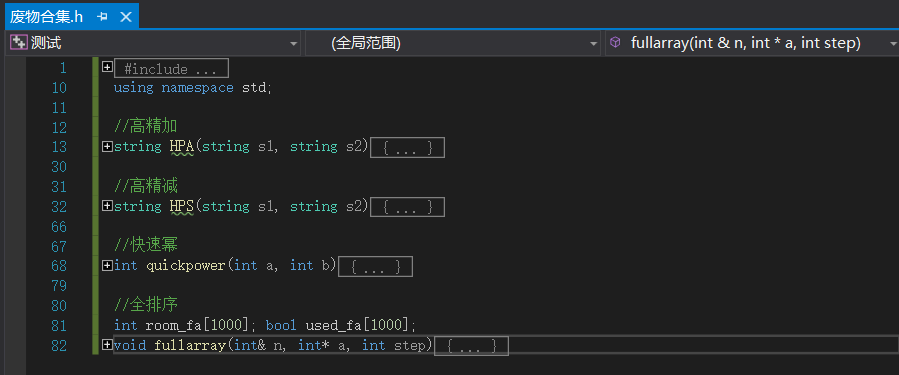 废物合集.h
测试 (全局范围) fullarray(int & n, int * a, int step)
1 #include ...
10 using namespace std;
11
12 //高精加
13 string HPA(string s1, string s2) { ... }
30
31 //高精减
32 string HPS(string s1, string s2) { ... }
66
67 //快速幂
68 int quickpower(int a, int b) { ... }
79
80 //全排序
81 int room_fa[1000]; bool used_fa[1000];
82 void fullarray(int& n, int* a, int step) { ... }